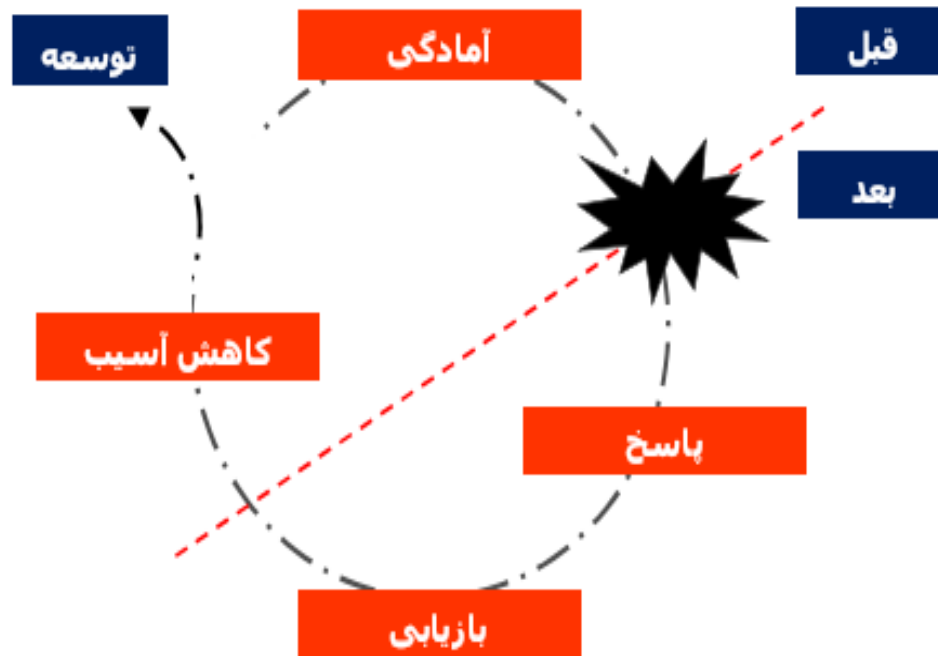 آمادگی
قبل
توسعه
بعد
کاهش آسیب
پاسخ
بازیابی